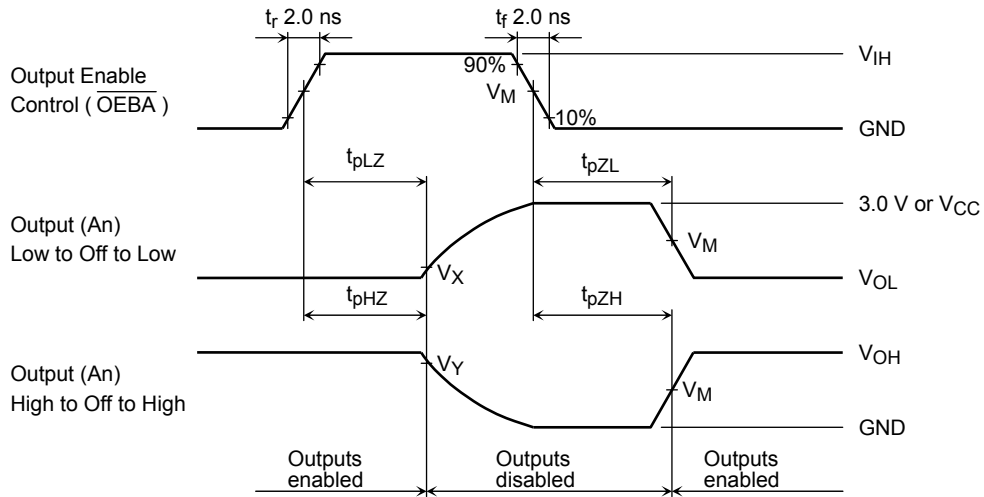 tr 2.0 ns
tf 2.0 ns
Output Enable
Control ( OEBA )
90%
VM
10%
VIH
GND
tpLZ
tpZL
Output (An)
Low to Off to Low
VX
VM
3.0 V or VCC
VOL
tpHZ
tpZH
Output (An)
High to Off to High
VY
VM
VOH
GND
Outputs
enabled
Outputs
disabled
Outputs
enabled